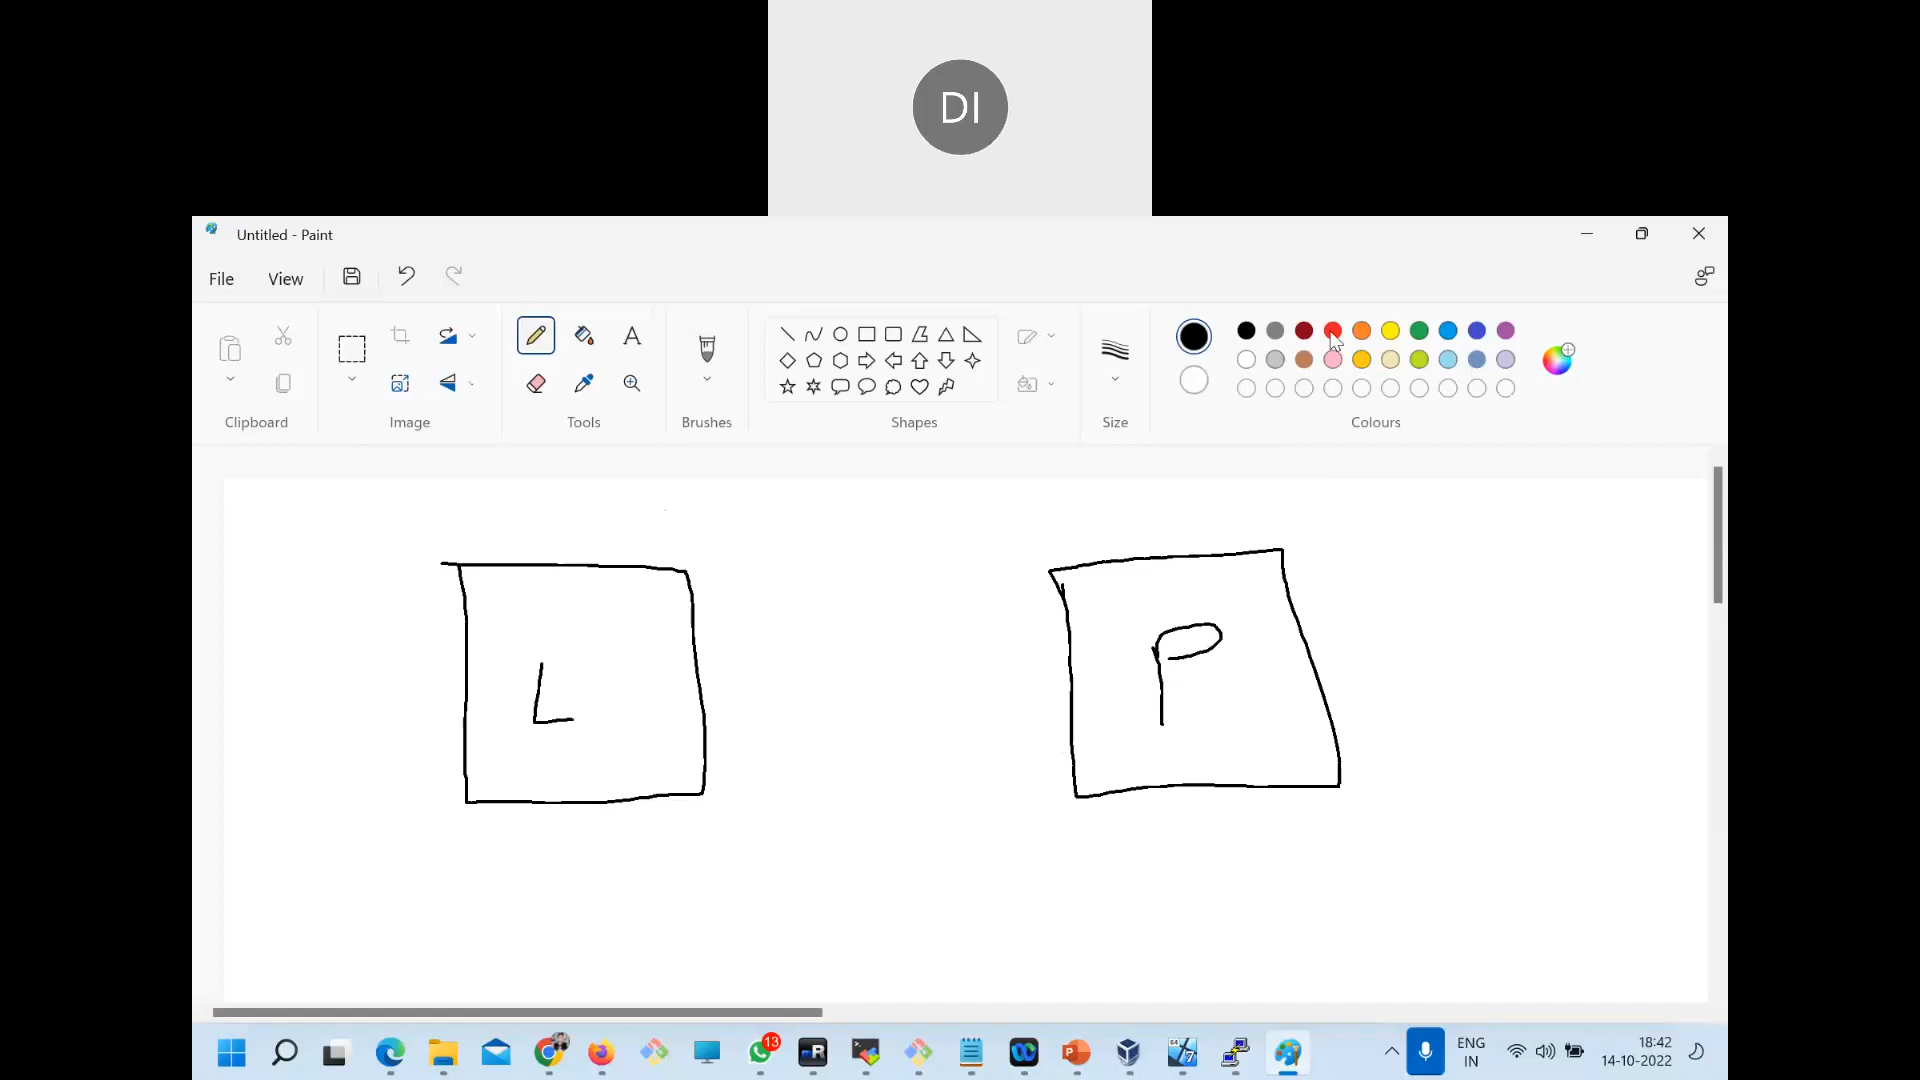 DI
Untitled - Paint
File View
Clipboard
Image
Tools
Brushes
Shapes
Size
Colours
L
P
13
ENG
IN
18:42
14-10-2022